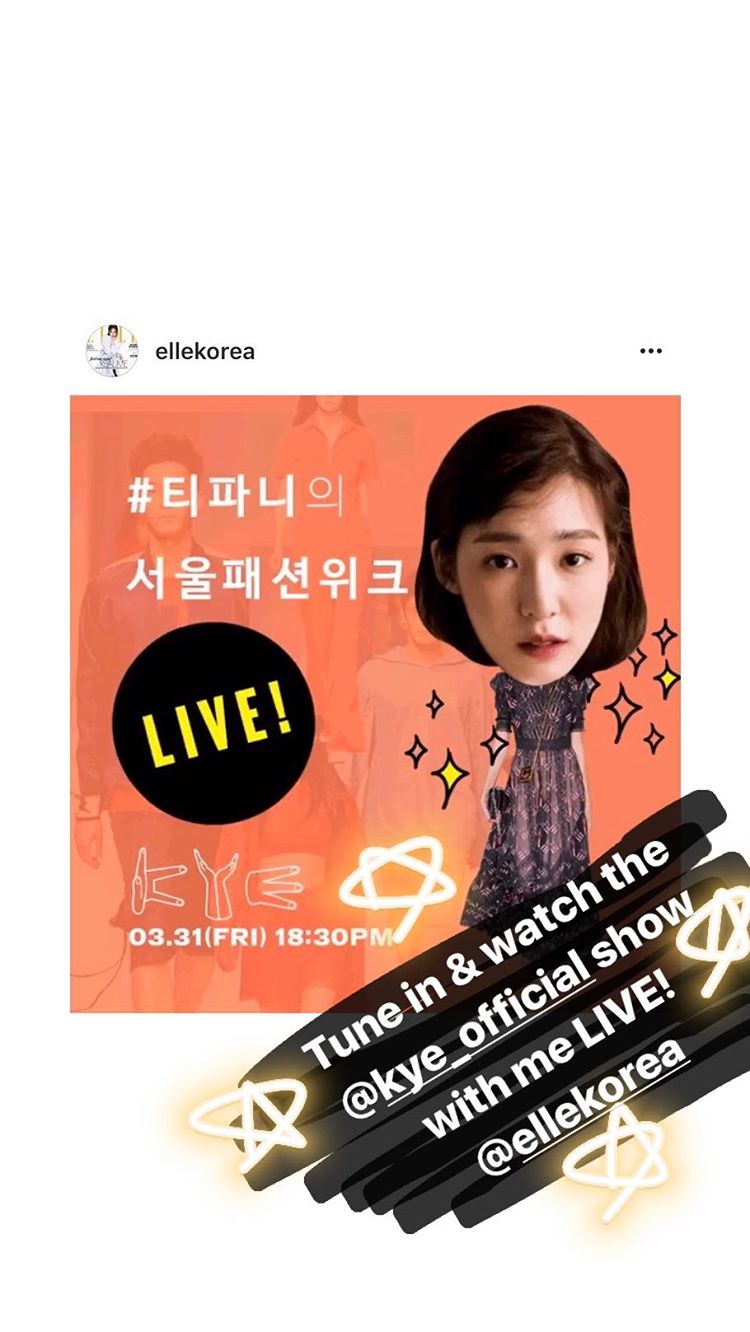 ellekorea
#티파니의
서울패션위크
LIVE!
KYE
03.31(FRI) 18:30PM
Tune in & watch the
@kye_official show
with me LIVE!
@ellekorea